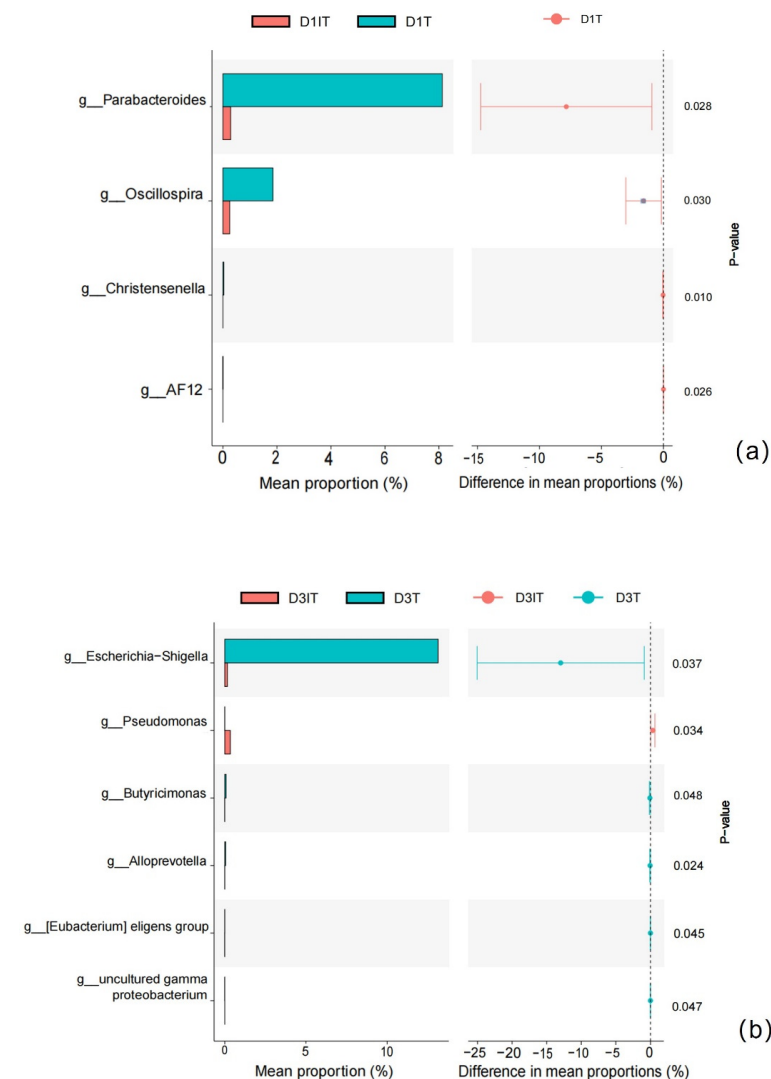 D1IT D1T D1T
g__Parabacteroides 0.028
g__Oscillospira 0.030
g__Christensenella 0.010
g__AF12 0.026
P-value
0 2 4 6 8 −15 −10 −5 0
Mean proportion (%) Difference in mean proportions (%)
(a)
D3IT D3T D3IT D3T
g__Escherichia-Shigella 0.037
g__Pseudomonas 0.034
g__Butyricimonas 0.048
g__Alloprevotella 0.024
g__[Eubacterium] eligens group 0.045
g__uncultured gamma
proteobacterium 0.047
P-value
0 5 10 −25 −20 −15 −10 −5 0
Mean proportion (%) Difference in mean proportions (%)
(b)